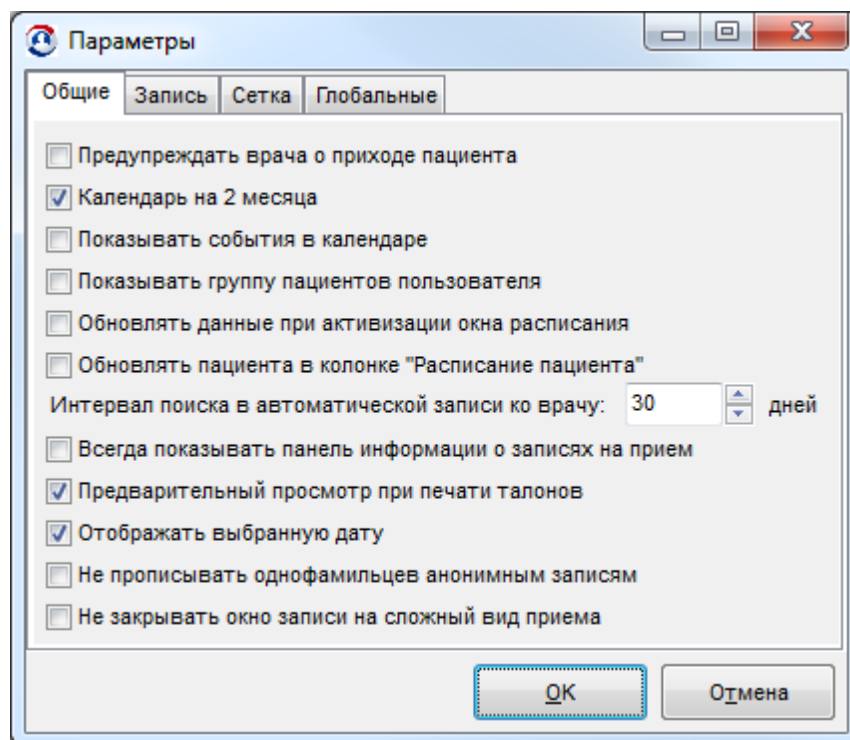 Параметры
Общие Запись Сетка Глобальные
Предупреждать врача о приходе пациента
Календарь на 2 месяца
Показывать события в календаре
Показывать группу пациентов пользователя
Обновлять данные при активизации окна расписания
Обновлять пациента в колонке "Расписание пациента"
Интервал поиска в автоматической записи ко врачу: 30 дней
Всегда показывать панель информации о записях на прием
Предварительный просмотр при печати талонов
Отображать выбранную дату
Не прописывать однофамильцев анонимным записям
Не закрывать окно записи на сложный вид приема
OK Отмена